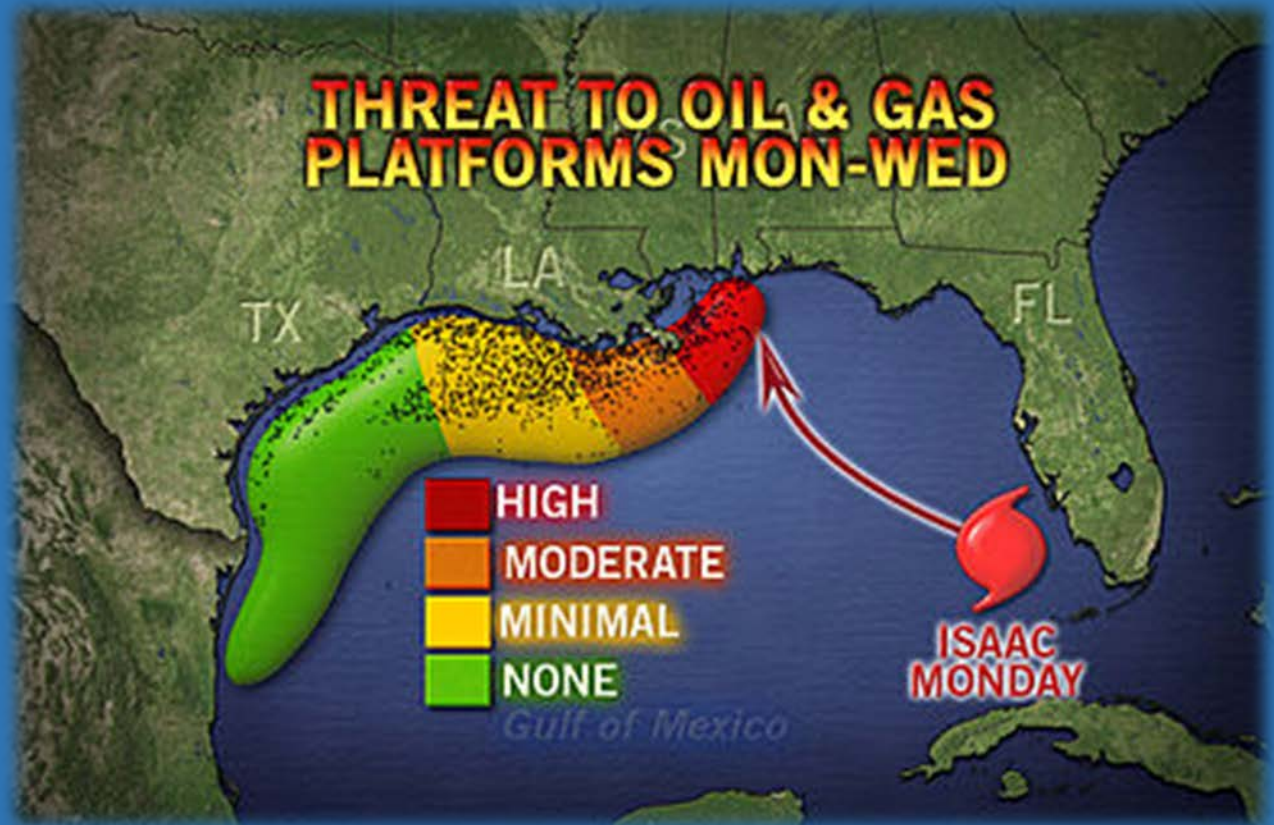 THREAT TO OIL & GAS
PLATFORMS MON-WED
LA
TX
FL
HIGH
MODERATE
MINIMAL
NONE
ISAAC
MONDAY
Gulf of Mexico